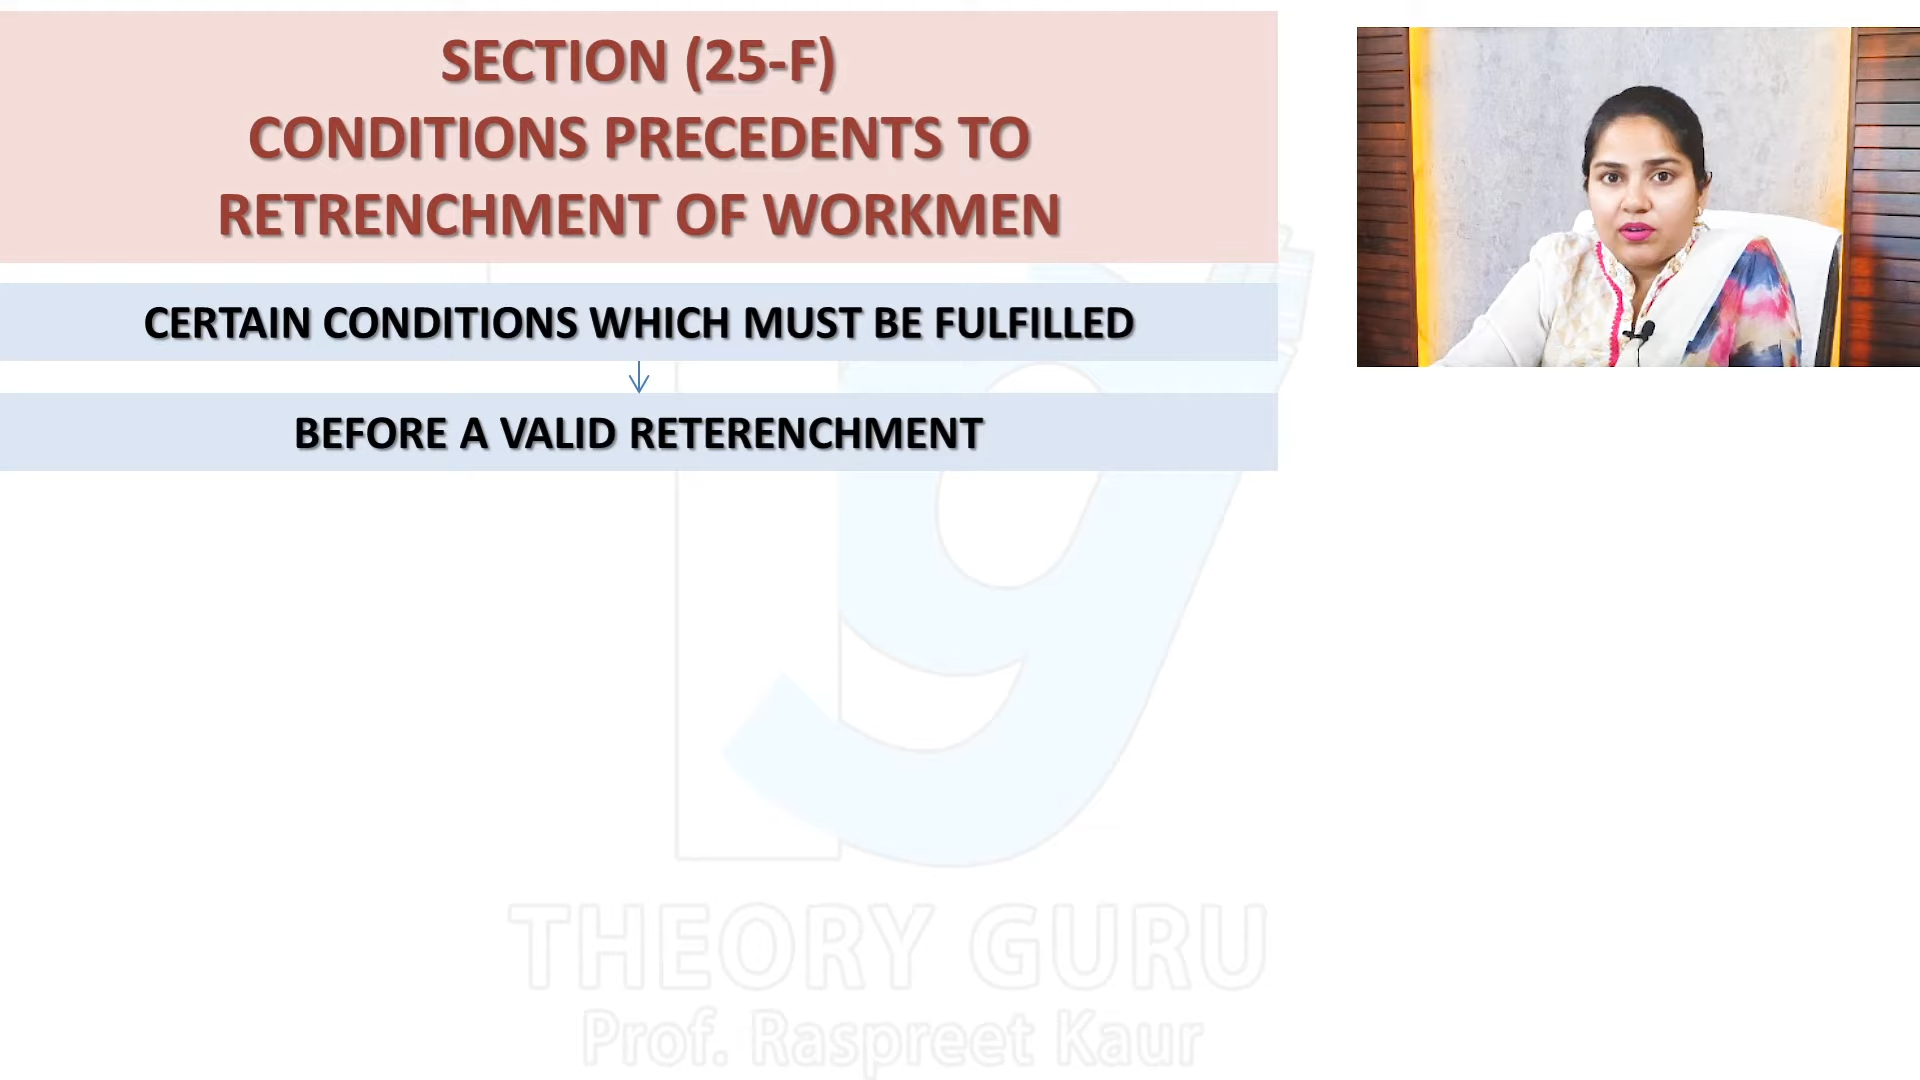 SECTION (25-F)
CONDITIONS PRECEDENTS TO
RETRENCHMENT OF WORKMEN
CERTAIN CONDITIONS WHICH MUST BE FULFILLED
BEFORE A VALID RETERENCHMENT
THEORY GURU
Prof. Raspreet Kaur